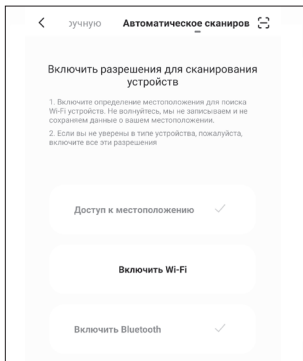 ручную Автоматическое сканиров
Включить разрешения для сканирования
устройств
1. Включите определение местоположения для поиска
Wi-Fi устройств. Не волнуйтесь, мы не записываем и не
сохраняем данные о вашем местоположении.
2. Если вы не уверены в типе устройства, пожалуйста,
включите все эти разрешения
Доступ к местоположению
Включить Wi-Fi
Включить Bluetooth